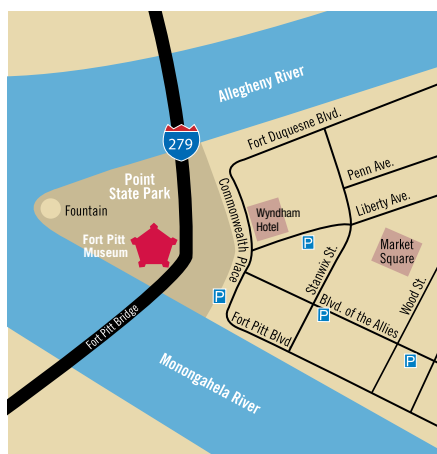 Allegheny River
279
Fort Duquesne Blvd.
Penn Ave.
Liberty Ave.
Point
State Park
Commonwealth Place
Fountain
Wyndham
Hotel
P
Fort Pitt
Museum
Stanwix St.
Market
Square
Wood St.
P
Blvd. of the Allies
P
Fort Pitt Bridge
Fort Pitt Blvd
P
Monongahela River